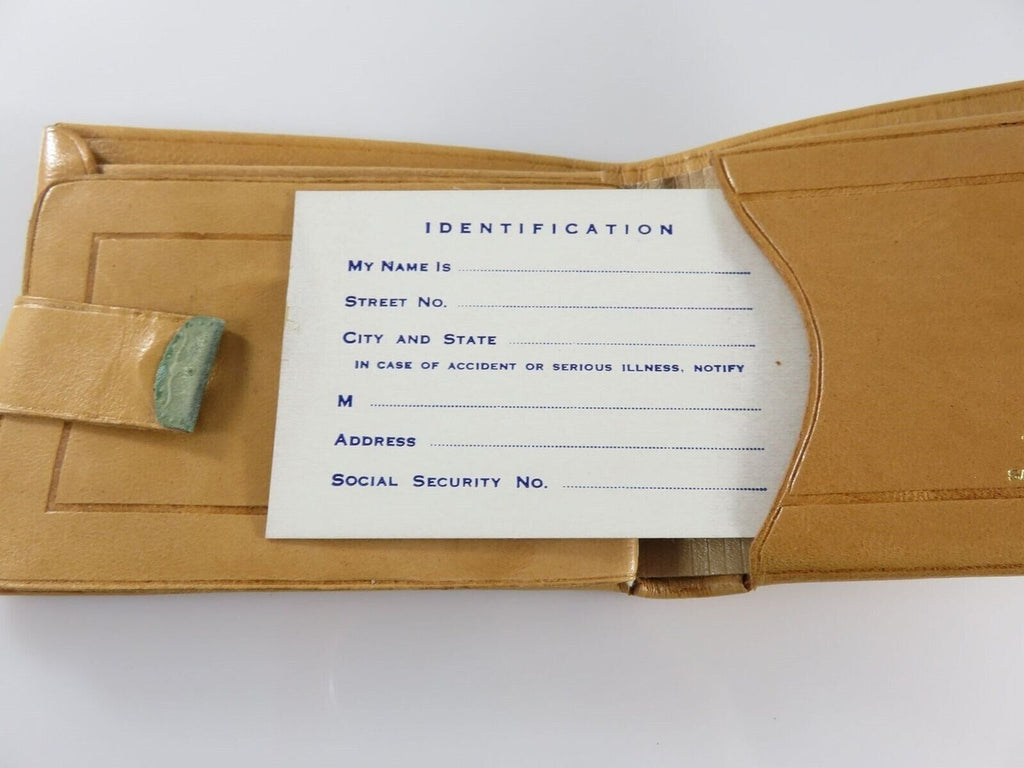 IDENTIFICATION
MY NAME IS
STREET NO.
CITY AND STATE
IN CASE OF ACCIDENT OR SERIOUS ILLNESS, NOTIFY
M
ADDRESS
SOCIAL SECURITY NO.